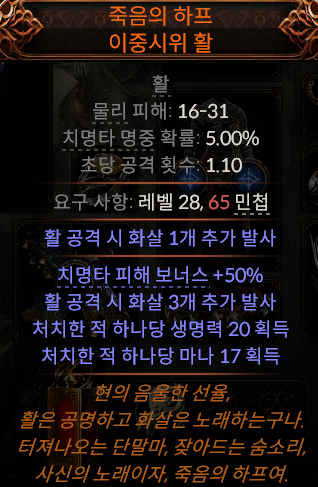 죽음의 하프
이중시위 활
활
물리 피해: 16-31
치명타 명중 확률: 5.00%
초당 공격 횟수: 1.10
요구 사항: 레벨 28, 65 민첩
활 공격 시 화살 1개 추가 발사
치명타 피해 보너스 +50%
활 공격 시 화살 3개 추가 발사
처치한 적 하나당 생명력 20 획득
처치한 적 하나당 마나 17 획득
현의 음울한 선율,
활은 공명하고 화살은 노래하는구나.
터져나오는 단말마, 잦아드는 숨소리,
사신의 노래이자, 죽음의 하프여.